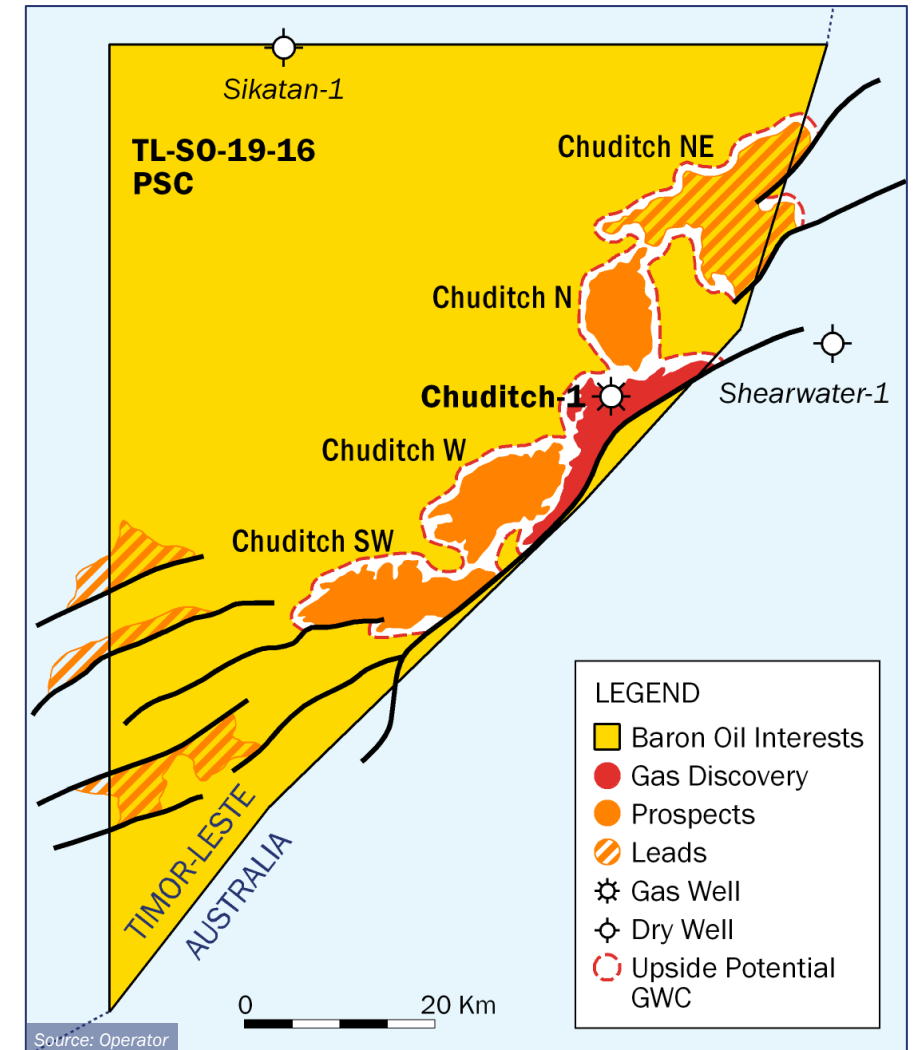 Sikatan-1
TL-SO-19-16
PSC
Chuditch NE
Chuditch N
Chuditch-1
Shearwater-1
Chuditch W
Chuditch SW
TIMOR-LESTE
AUSTRALIA
LEGEND
Baron Oil Interests
Gas Discovery
Prospects
Leads
Gas Well
Dry Well
Upside Potential
GWC
0 20 Km
Source: Operator